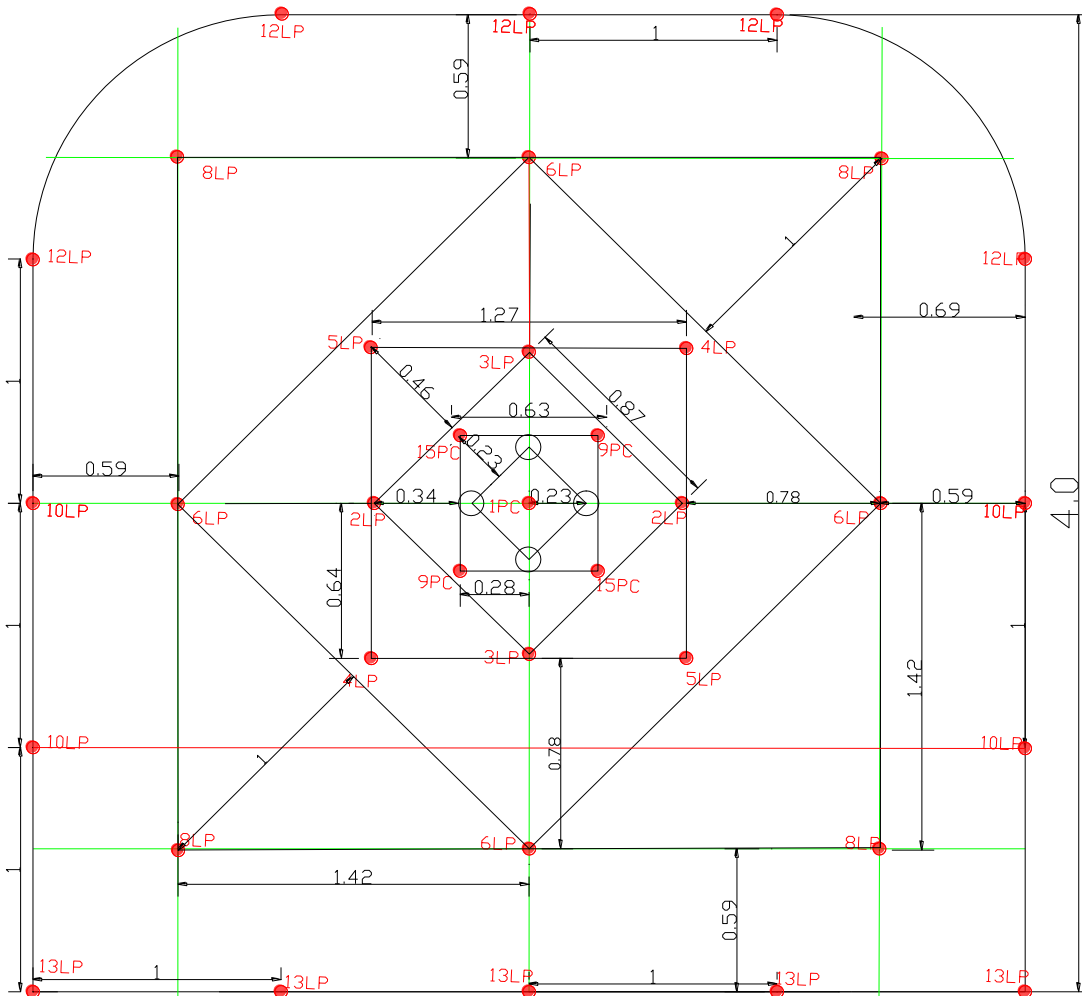 12LP 12LP 12LP
1
0.59
8LP 6LP 8LP
1
12LP 12LP
0.69
1.27
5LP 3LP 4LP
1
0.46 0.87
0.63
15PC 0.23 9PC
0.59
0.34 0.23 0.78 0.59
10LP 6LP 2LP 1PC 2LP 6LP 10LP
4.0
0.64 9PC 0.28 15PC
1 1
3LP
4LP 5LP
1.42
10LP 1 0.78 10LP
8LP 6LP 8LP
1
1.42
0.59
13LP 1 13LP 13LP 1 13LP 13LP